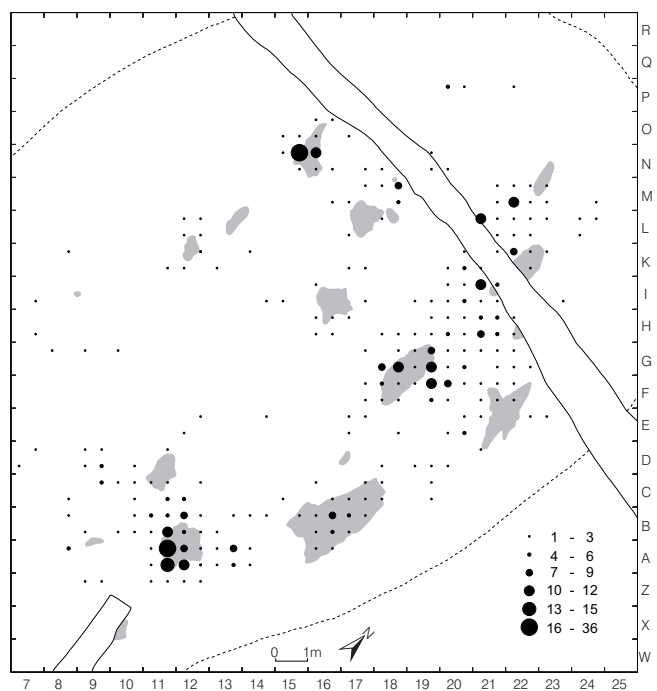 R
Q
P
O
N
M
L
K
I
H
G
F
E
D
C
B
A
Z
X
W
1 - 3
4 - 6
7 - 9
10 - 12
13 - 15
16 - 36
0 1m
N
7 8 9 10 11 12 13 14 15 16 17 18 19 20 21 22 23 24 25